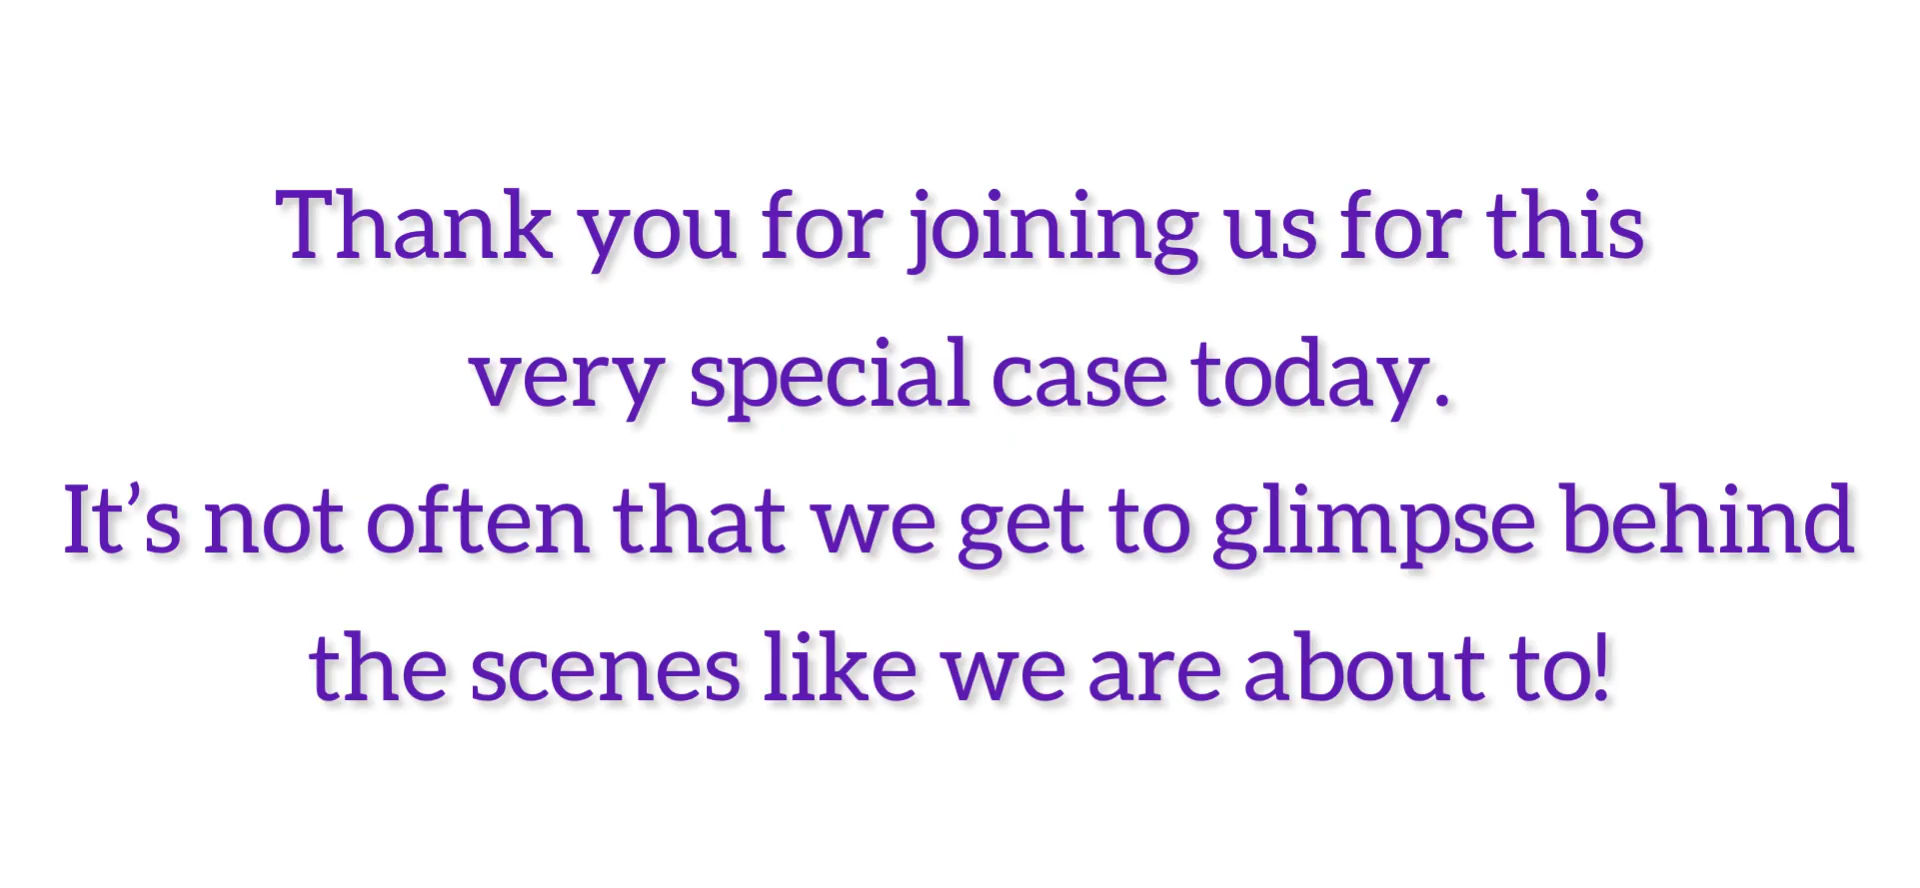 Thank you for joining us for this
very special case today.
It’s not often that we get to glimpse behind
the scenes like we are about to!